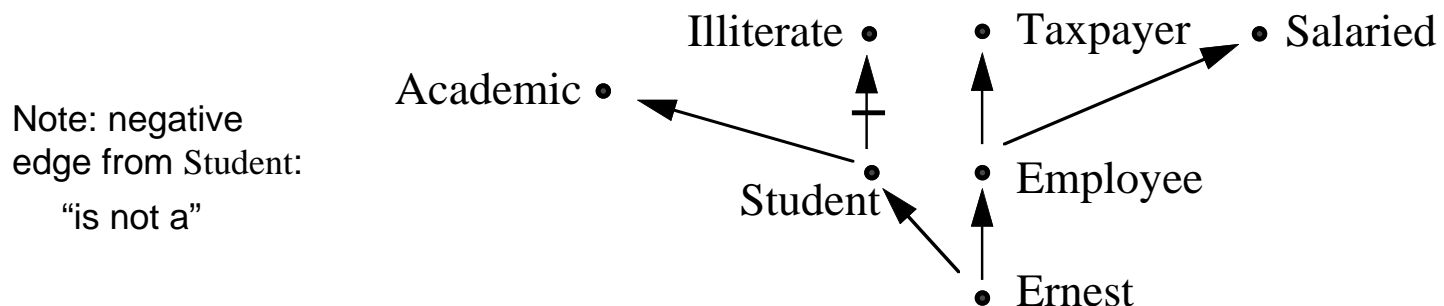 Illiterate
Taxpayer
Salaried
Academic
Note: negative
edge from Student:
“is not a”
Student
Employee
Ernest